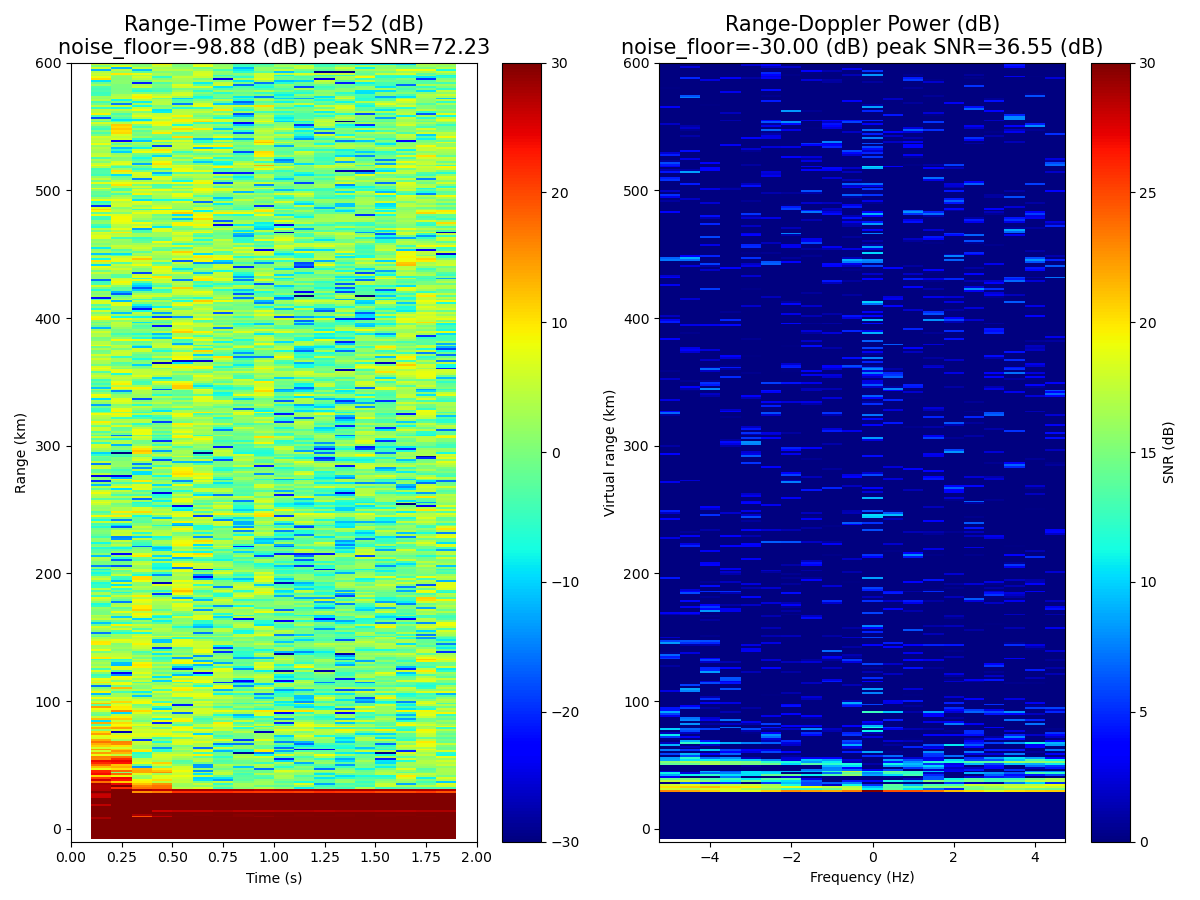 Range-Time Power f=52 (dB)
noise_floor=-98.88 (dB) peak SNR=72.23
600
500
400
300
200
100
0
Range (km)
0.00 0.25 0.50 0.75 1.00 1.25 1.50 1.75 2.00
Time (s)
30
20
10
0
−10
−20
−30
Range-Doppler Power (dB)
noise_floor=-30.00 (dB) peak SNR=36.55 (dB)
600
500
400
300
200
100
0
Virtual range (km)
−4 −2 0 2 4
Frequency (Hz)
30
25
20
15
10
5
0
SNR (dB)